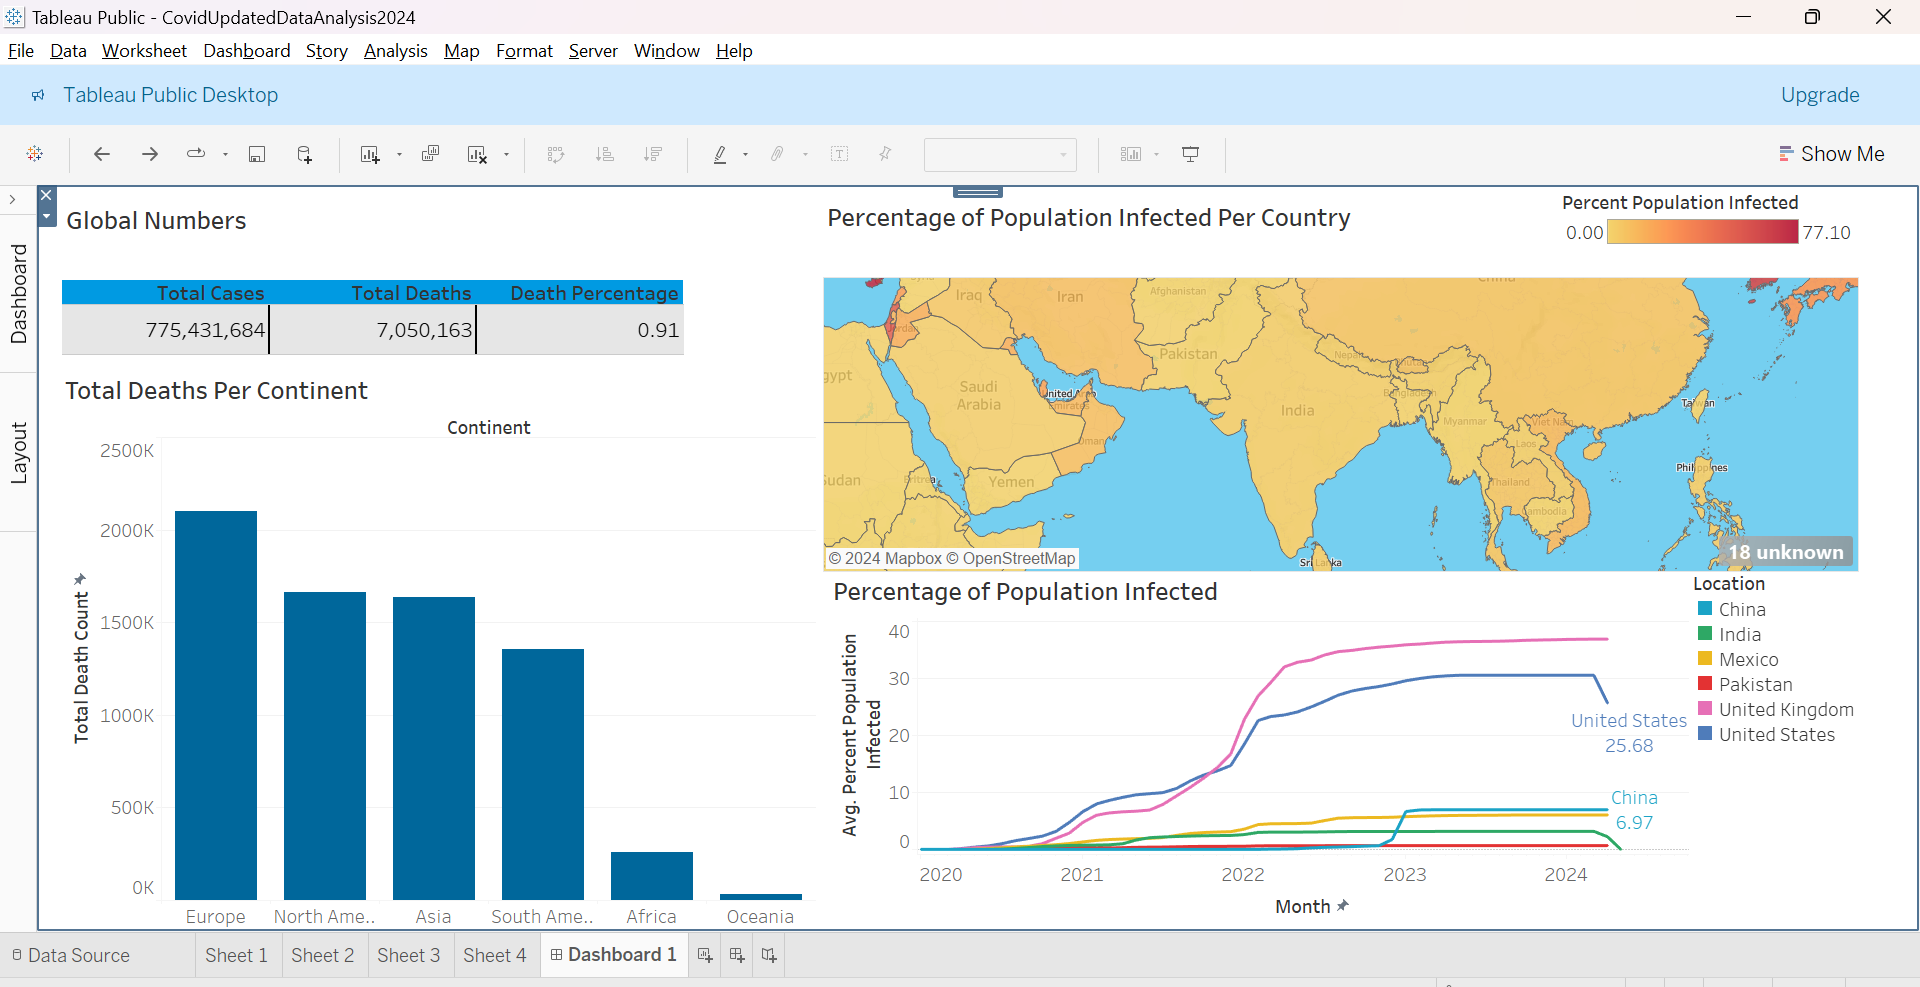 Tableau Public - CovidUpdatedDataAnalysis2024
File Data Worksheet Dashboard Story Analysis Map Format Server Window Help
Tableau Public Desktop
Upgrade
Show Me
Dashboard
Layout
Global Numbers
Total Cases Total Deaths Death Percentage
775,431,684 7,050,163 0.91
Total Deaths Per Continent
Continent
Total Death Count
2500K
2000K
1500K
1000K
500K
0K
Europe North Ame.. Asia South Ame.. Africa Oceania
Percentage of Population Infected Per Country
Percent Population Infected
0.00 77.10
Iraq
Iran
Afghanistan
China
Pakistan
Nepal
Saudi
Arabia
United Arab
Emirates
India
Bangladesh
Myanmar
Taiwan
Viet Nam
Laos
Oman
Yemen
Eritrea
Thailand
Philippines
Sri Lanka
© 2024 Mapbox © OpenStreetMap
18 unknown
Percentage of Population Infected
Avg. Percent Population
Infected
40
30
20
10
0
United States
25.68
China
6.97
2020 2021 2022 2023 2024
Month
Location
China
India
Mexico
Pakistan
United Kingdom
United States
Data Source Sheet 1 Sheet 2 Sheet 3 Sheet 4 Dashboard 1